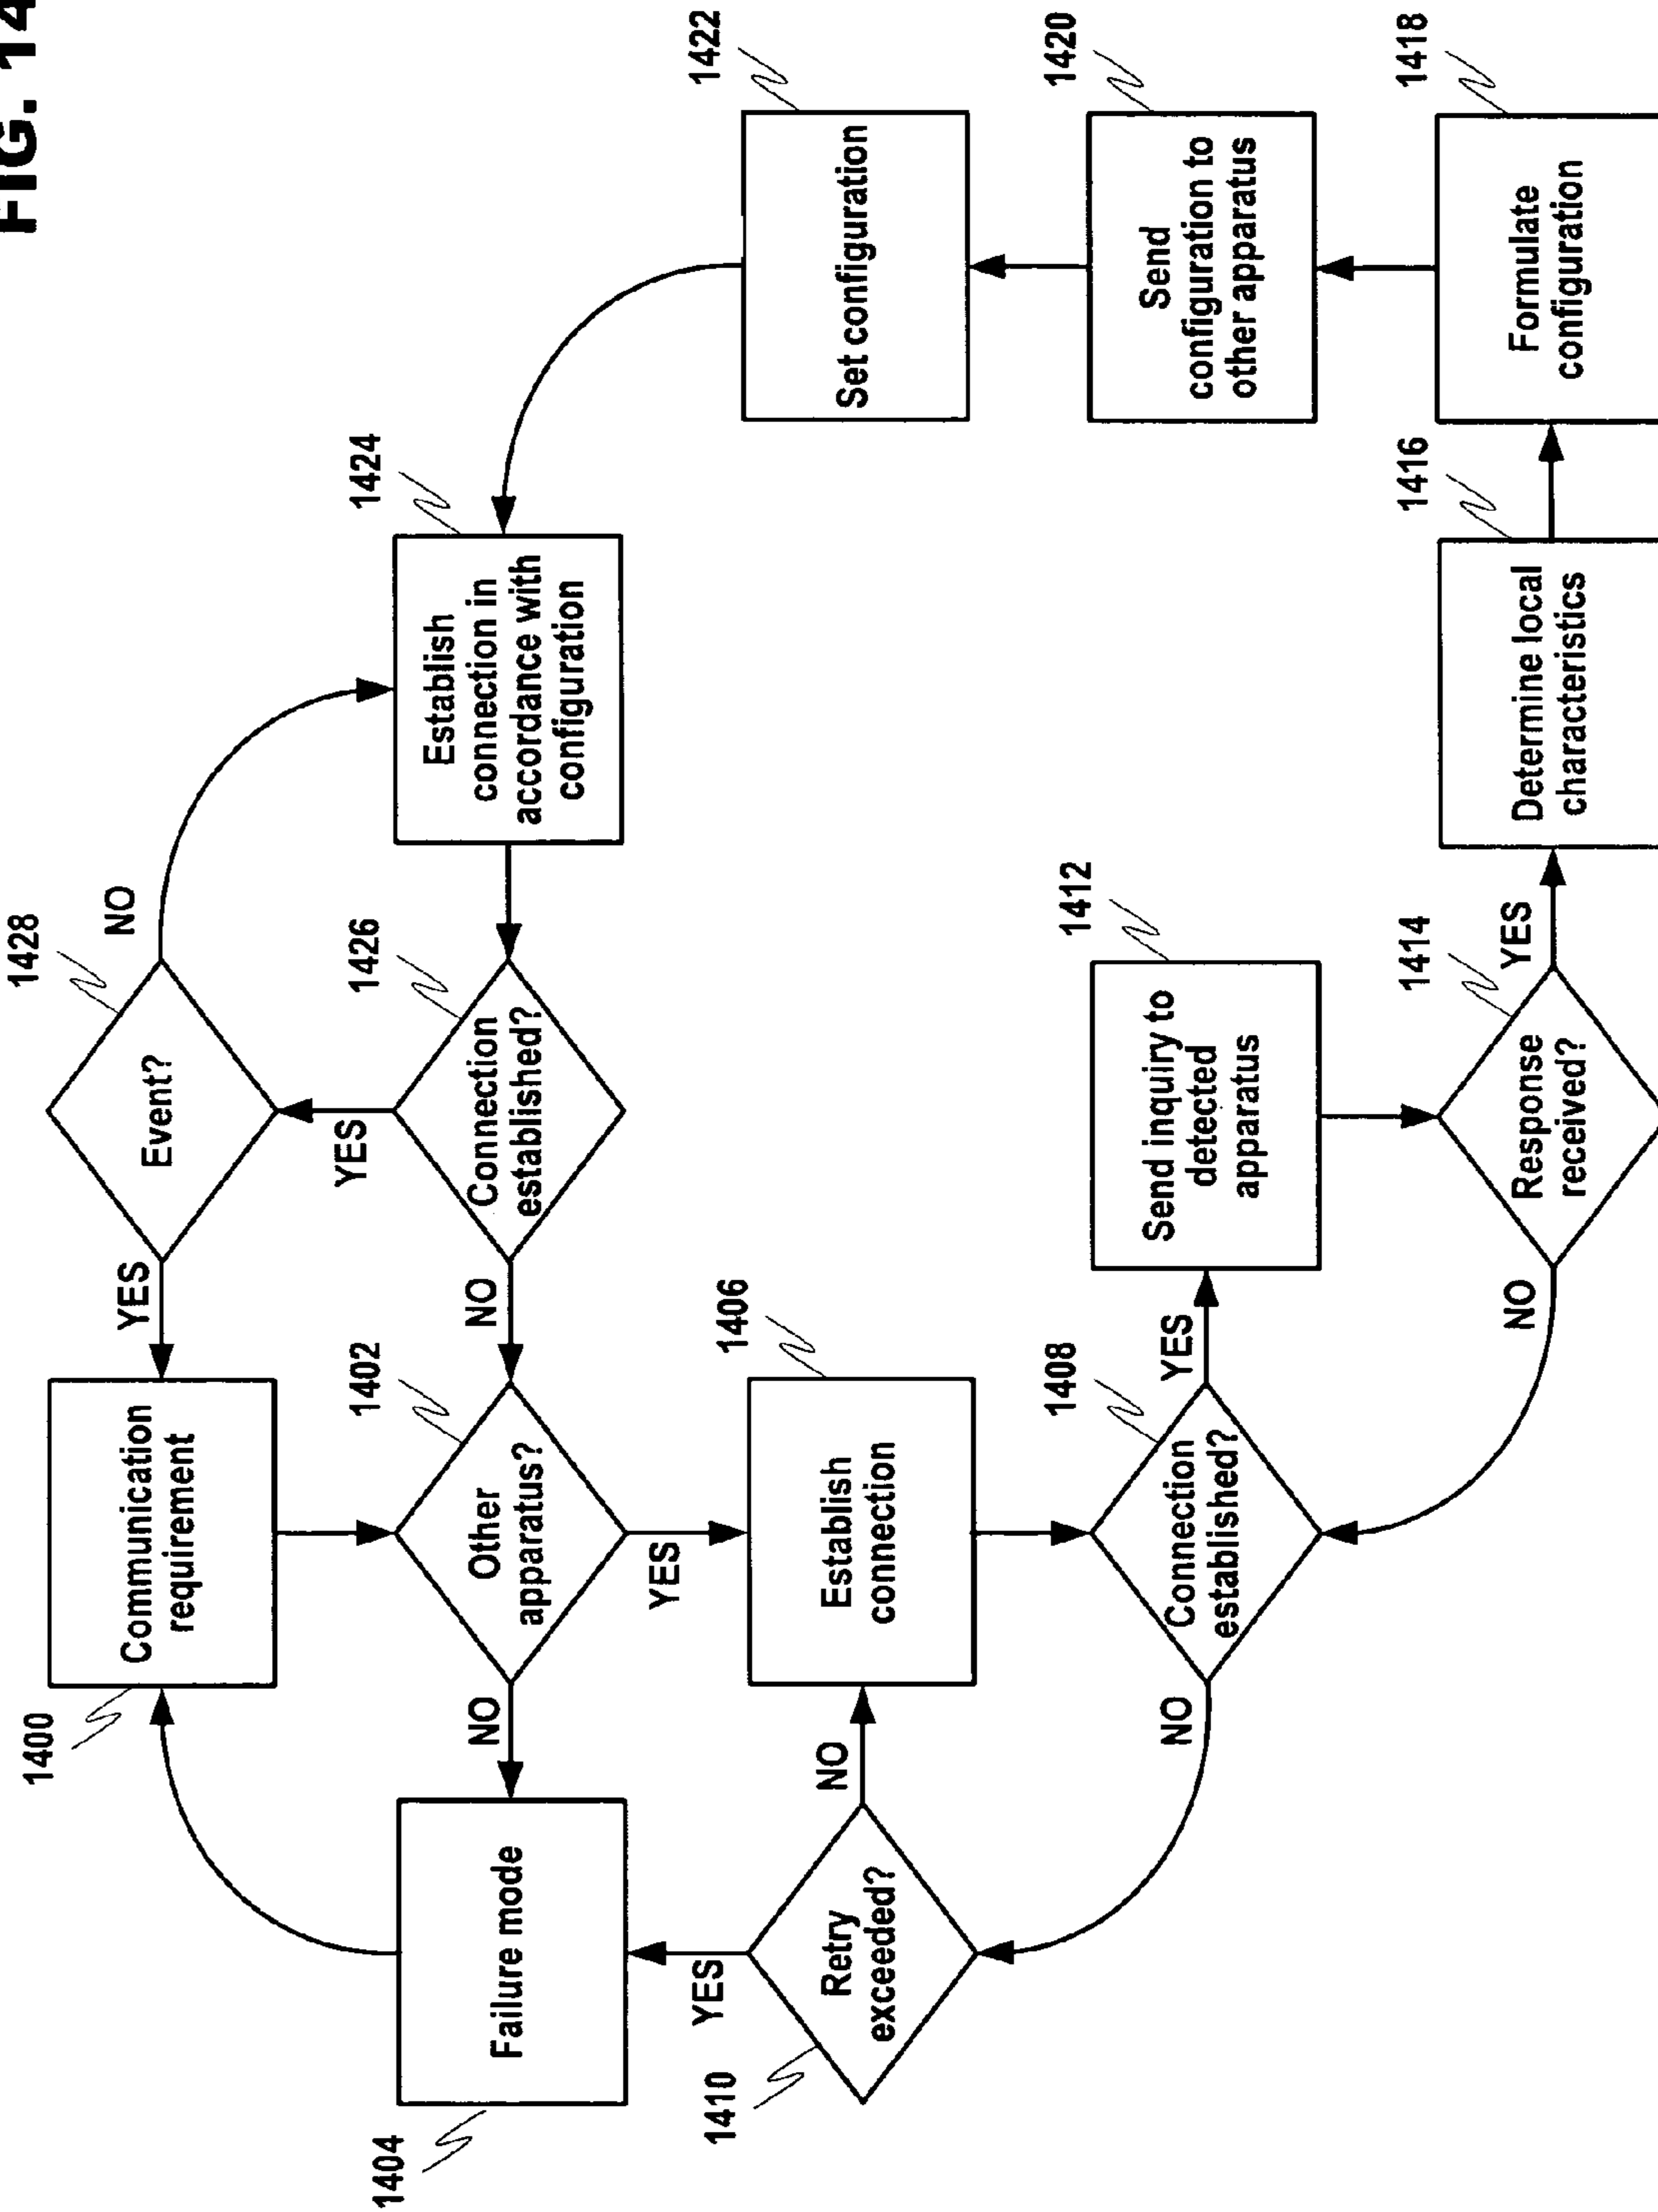 FIG. 14
1400
Communication
requirement
YES
1428
Event?
NO
1404
Failure mode
NO
1402
Other
apparatus?
NO
1426
Connection
established?
YES
1424
Establish
connection in
accordance with
configuration
YES
YES
1410
Retry
exceeded?
NO
1406
Establish
connection
1422
Set configuration
NO
1408
Connection
established?
YES
1412
Send inquiry to
detected
apparatus
1420
Send
configuration to
other apparatus
NO
1414
Response
received?
YES
1416
Determine local
characteristics
1418
Formulate
configuration